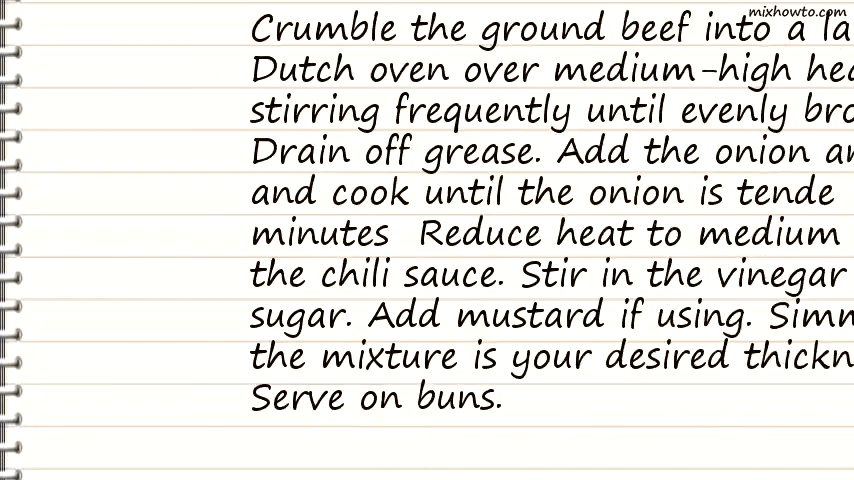 mixhowto.com
Crumble the ground beef into a la
Dutch oven over medium-high hea
stirring frequently until evenly bro
Drain off grease. Add the onion an
and cook until the onion is tende
minutes Reduce heat to medium
the chili sauce. Stir in the vinegar
sugar. Add mustard if using. Simm
the mixture is your desired thickn
Serve on buns.